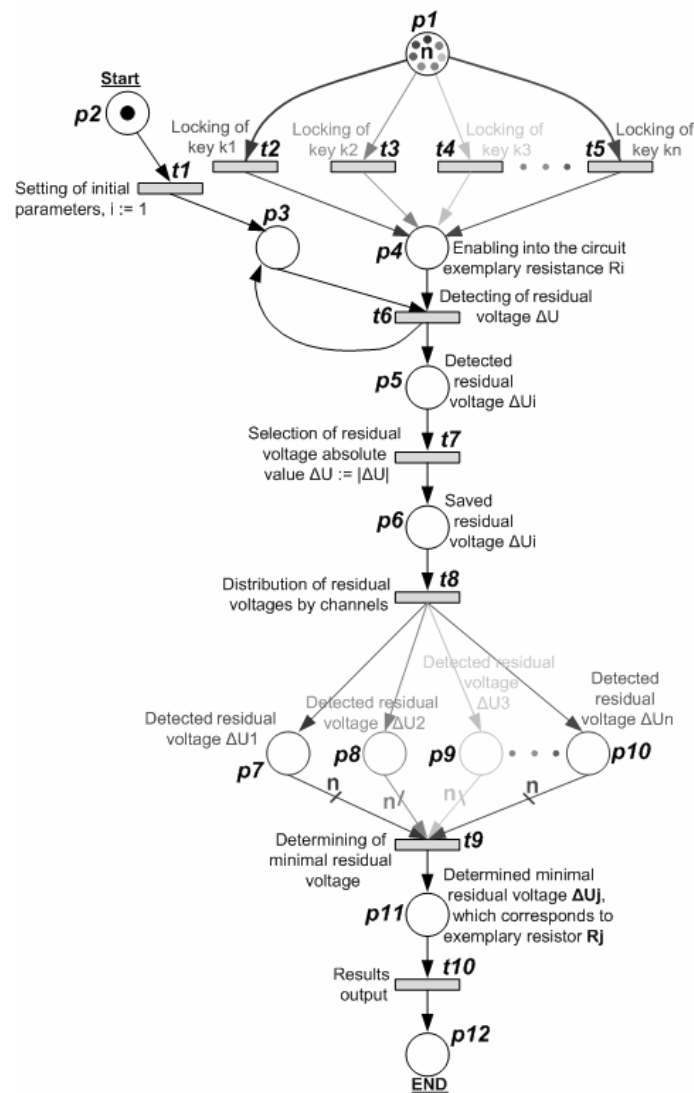 p1
n
Start
p2
Locking of
key k1
t2
Locking of
key k2
t3
Locking of
key k3
t4
t5
Locking of
key kn
t1
Setting of initial
parameters, i := 1
p3
p4
Enabling into the circuit
exemplary resistance Ri
t6
Detecting of residual
voltage ΔU
p5
Detected
residual
voltage ΔUi
t7
Selection of residual
voltage absolute
value ΔU := |ΔU|
p6
Saved
residual
voltage ΔUi
t8
Distribution of residual
voltages by channels
Detected residual
voltage ΔU1
p7
Detected residual
voltage ΔU2
p8
Detected residual
voltage
ΔU3
p9
Detected
residual
voltage ΔUn
p10
n
n
n
n
Determining of
minimal residual
voltage
t9
p11
Determined minimal
residual voltage ΔUj,
which corresponds to
exemplary resistor Rj
t10
Results
output
p12
END